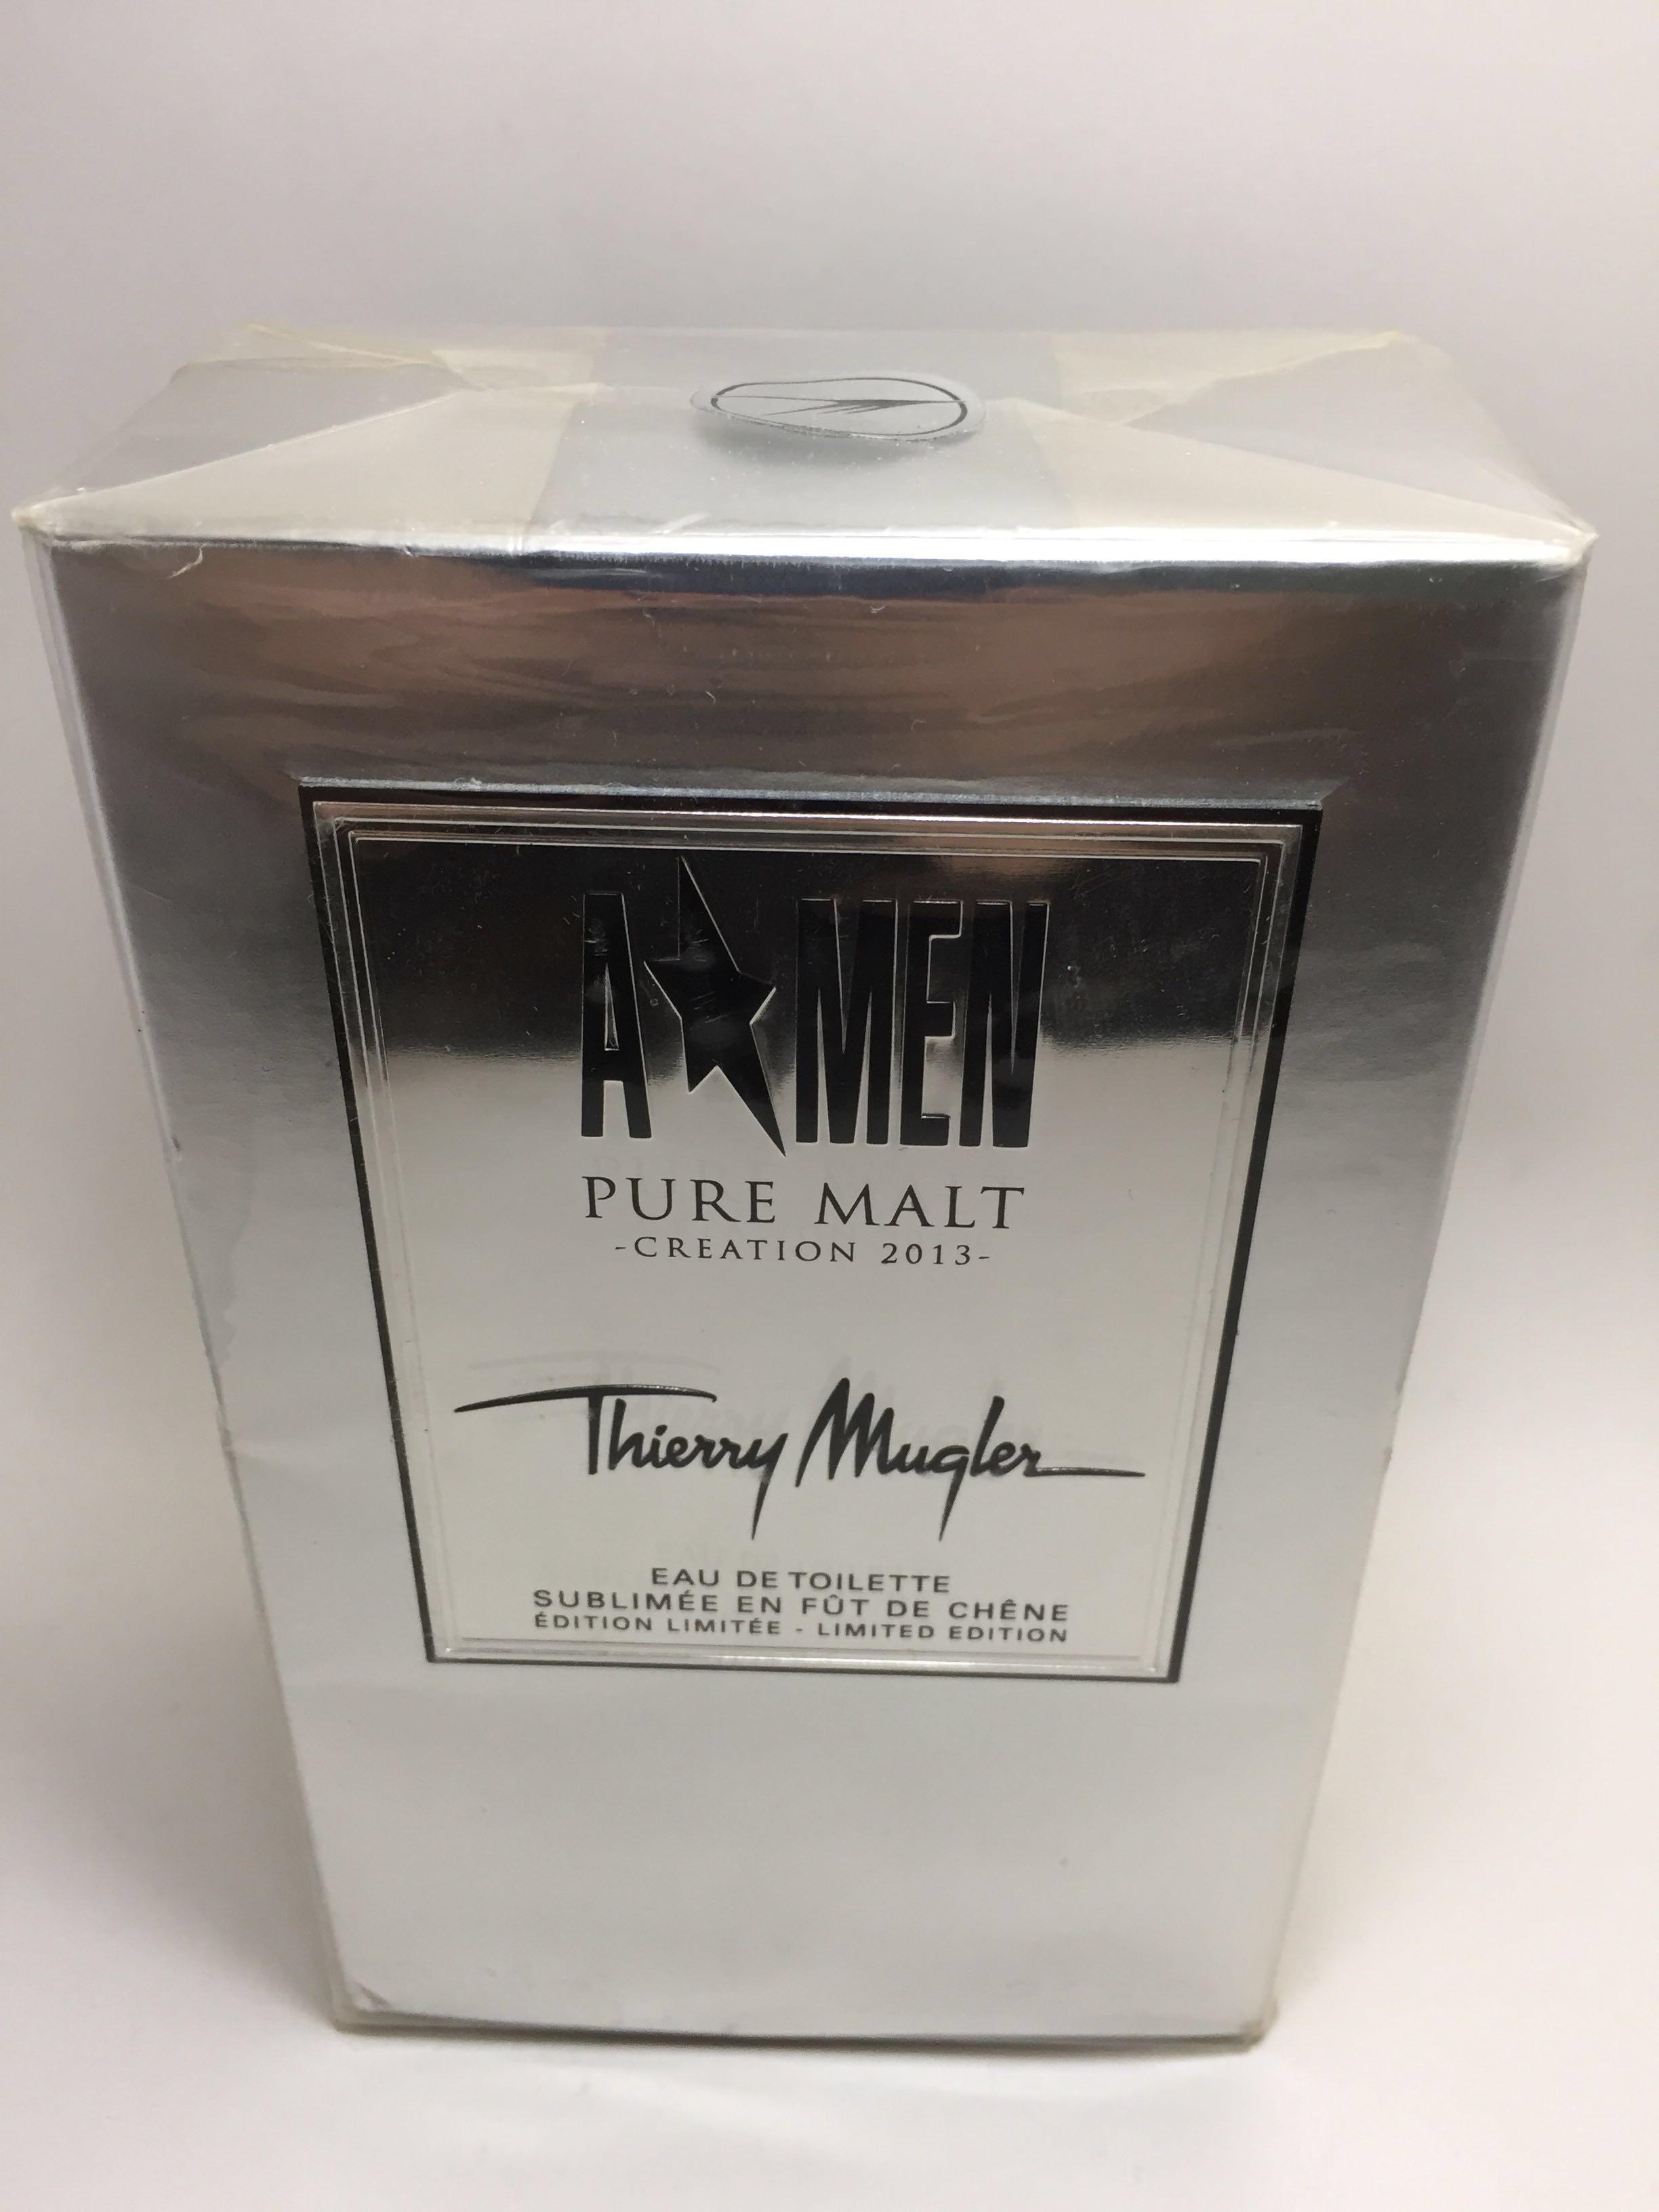 A★MEN
PURE MALT
-CREATION 2013-
Thierry Mugler
EAU DE TOILETTE
SUBLIMÉE EN FÛT DE CHÊNE
ÉDITION LIMITÉE - LIMITED EDITION